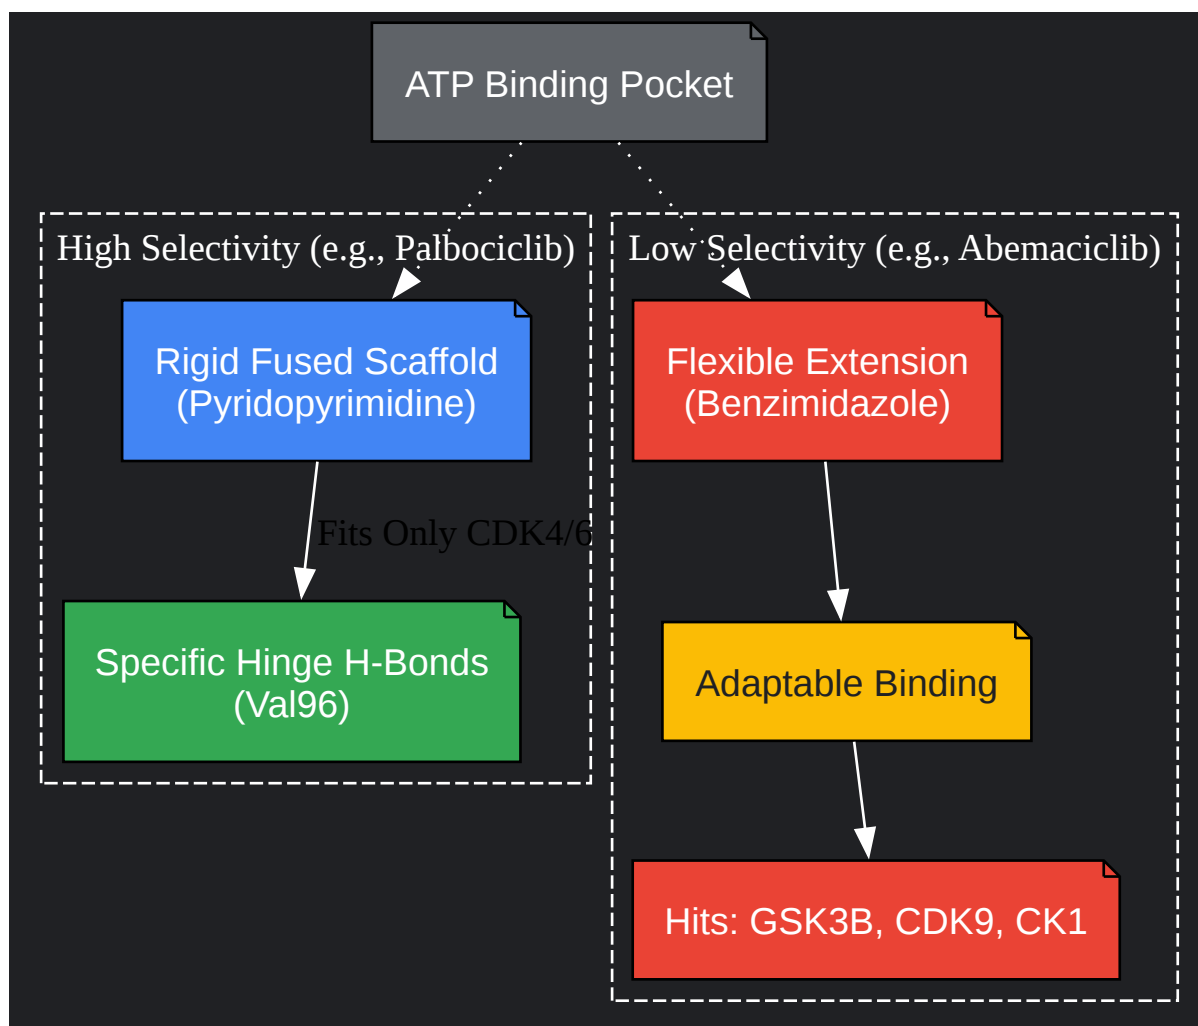 ATP Binding Pocket
High Selectivity (e.g., Palbociclib)
Rigid Fused Scaffold
(Pyridopyrimidine)
Fits Only CDK4/6
Specific Hinge H-Bonds
(Val96)
Low Selectivity (e.g., Abemaciclib)
Flexible Extension
(Benzimidazole)
Adaptable Binding
Hits: GSK3B, CDK9, CK1